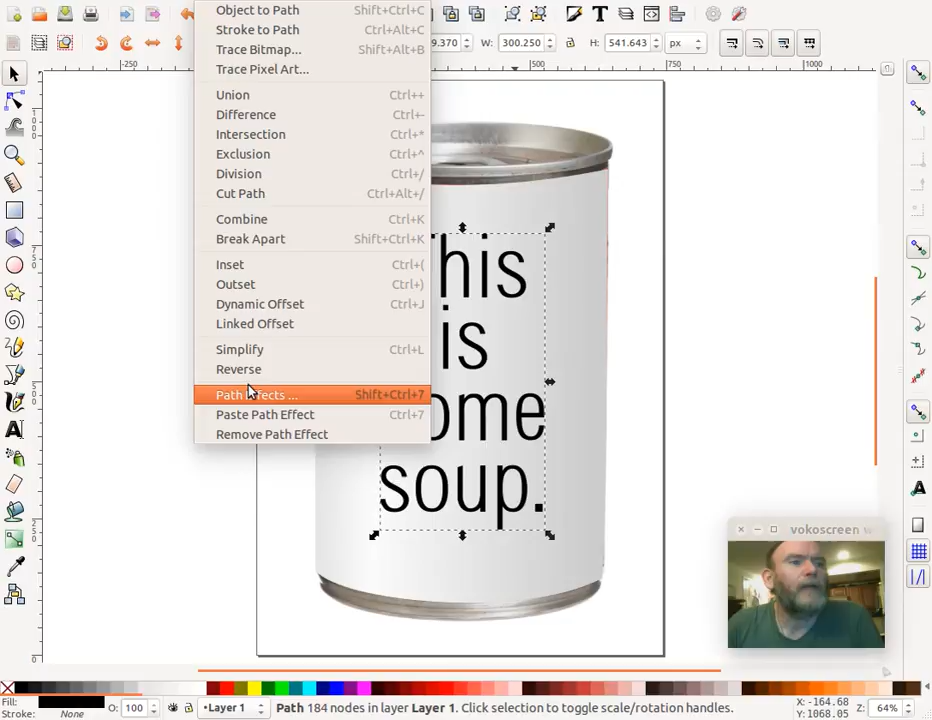 Object to Path Shift+Ctrl+C
Stroke to Path Ctrl+Alt+C
Trace Bitmap... Shift+Alt+B
Trace Pixel Art...
Union Ctrl++
Difference Ctrl+-
Intersection Ctrl+*
Exclusion Ctrl+^
Division Ctrl+/
Cut Path Ctrl+Alt+/
Combine Ctrl+K
Break Apart Shift+Ctrl+K
Inset Ctrl+(
Outset Ctrl+)
Dynamic Offset Ctrl+J
Linked Offset
Simplify Ctrl+L
Reverse
Path Effects ... Shift+Ctrl+7
Paste Path Effect Ctrl+7
Remove Path Effect
9.370 W: 300.250 H: 541.643 px
-250 500 750 1000
his
is
ome
soup.
vokoscreen w
Fill:
Stroke: None
O: 100
•Layer 1
Path 184 nodes in layer Layer 1. Click selection to toggle scale/rotation handles.
X: -164.68
Y: 1068.05
Z: 64%